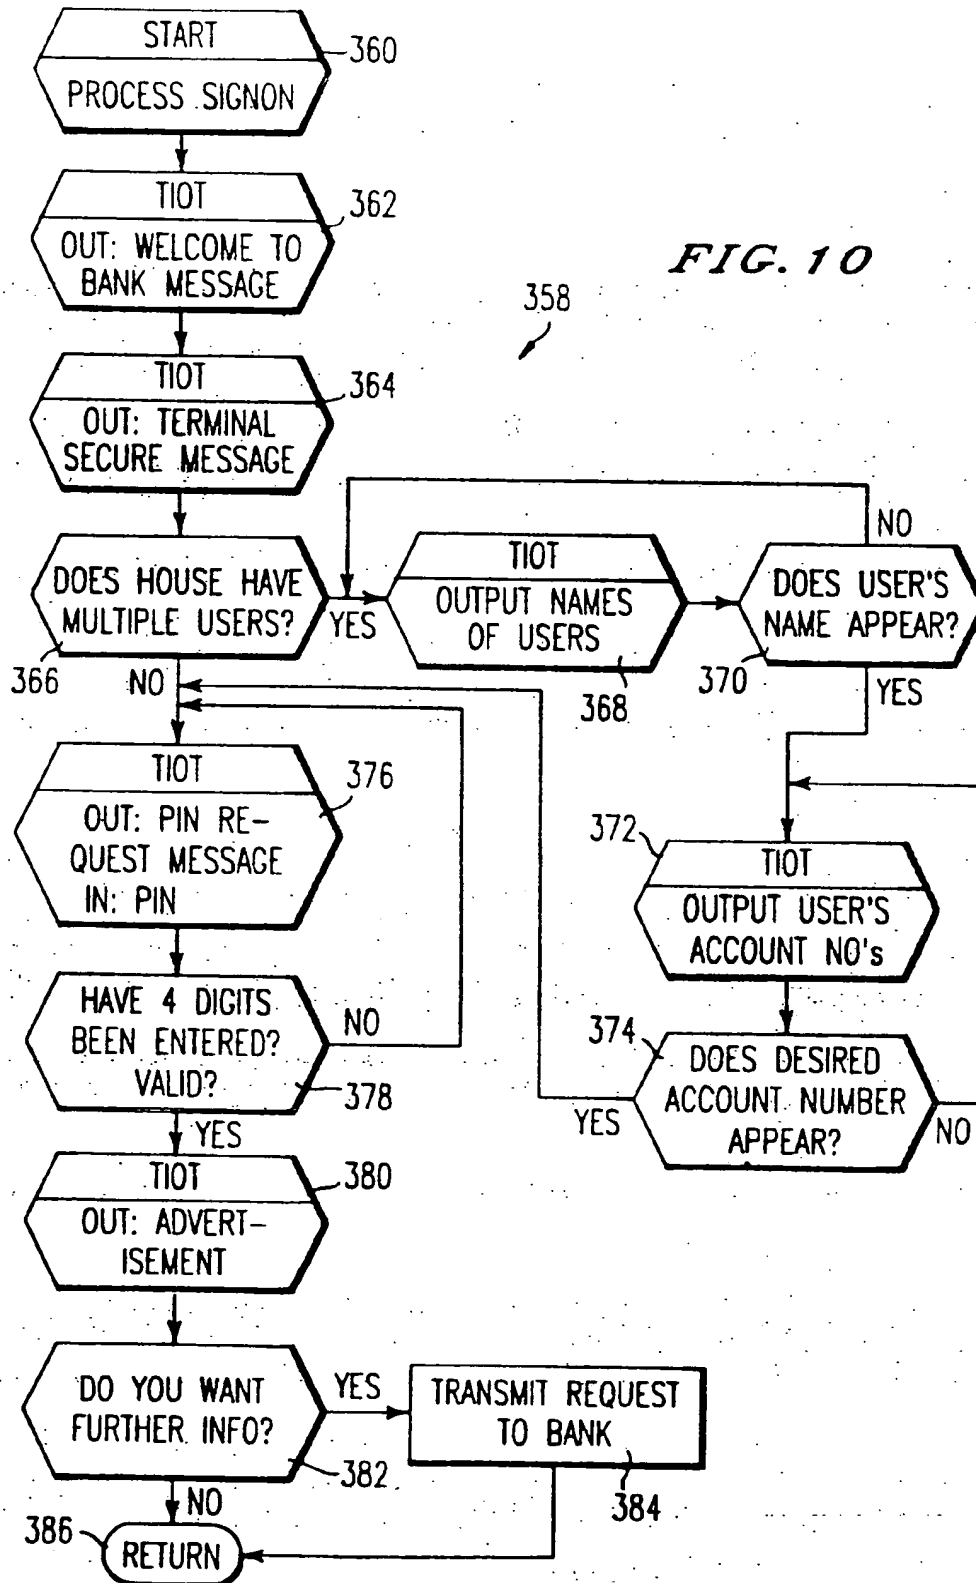 START
360
PROCESS SIGNON
TIOT
362
OUT: WELCOME TO
BANK MESSAGE
FIG. 10
358
TIOT
364
OUT: TERMINAL
SECURE MESSAGE
DOES HOUSE HAVE
MULTIPLE USERS?
366
YES
NO
TIOT
OUTPUT NAMES
OF USERS
368
DOES USER'S
NAME APPEAR?
370
NO
YES
TIOT
376
OUT: PIN RE-
QUEST MESSAGE
IN: PIN
372
TIOT
OUTPUT USER'S
ACCOUNT NO's
HAVE 4 DIGITS
BEEN ENTERED?
VALID?
378
NO
YES
374
DOES DESIRED
ACCOUNT NUMBER
APPEAR?
YES
NO
TIOT
380
OUT: ADVERT-
ISEMENT
DO YOU WANT
FURTHER INFO?
382
YES
NO
TRANSMIT REQUEST
TO BANK
384
386
RETURN